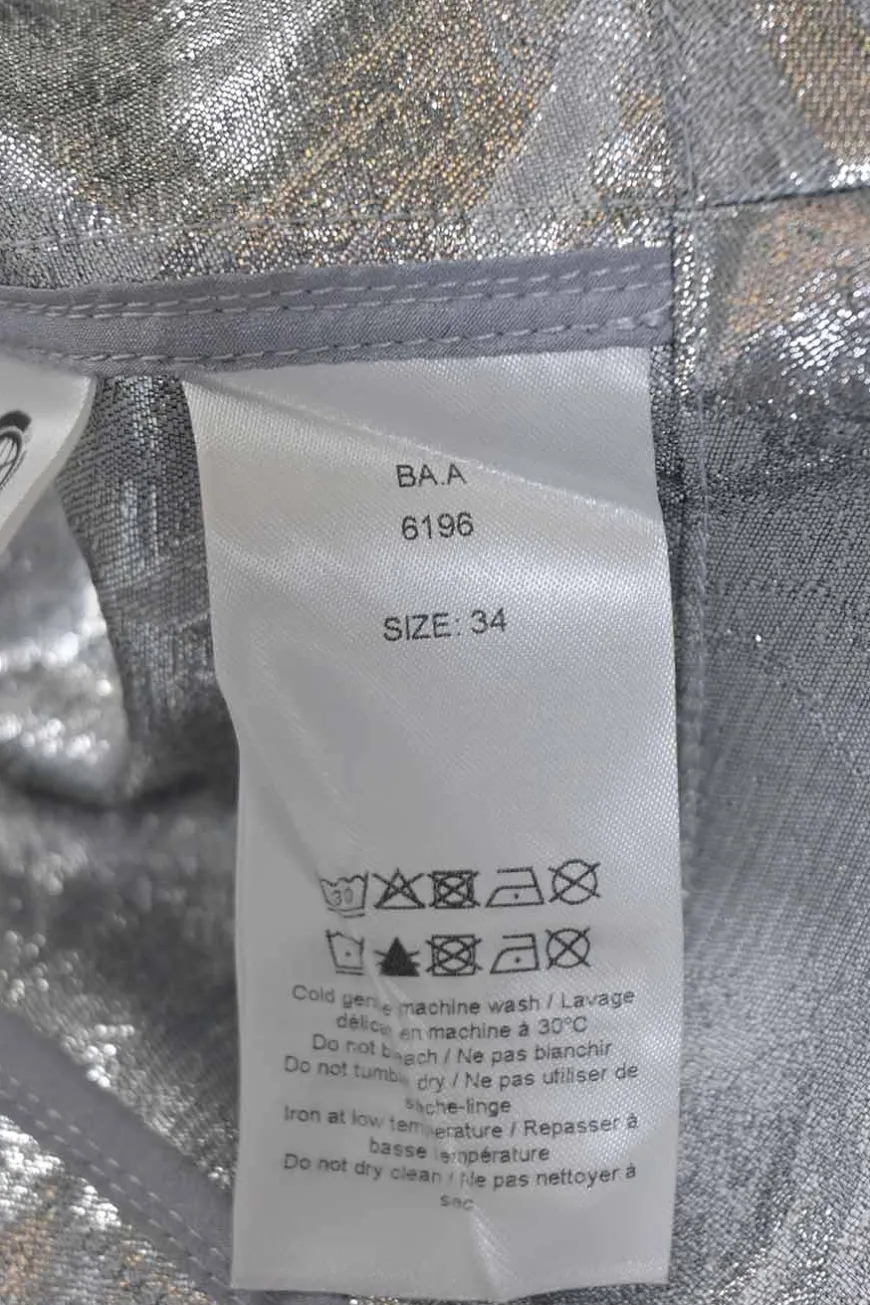 BA.A
6196
SIZE: 34
30
Cold gentle machine wash / Lavage
délicat en machine à 30°C
Do not bleach / Ne pas blanchir
Do not tumble dry / Ne pas utiliser de
sèche-linge
Iron at low temperature / Repasser à
basse température
Do not dry clean / Ne pas nettoyer à
sec